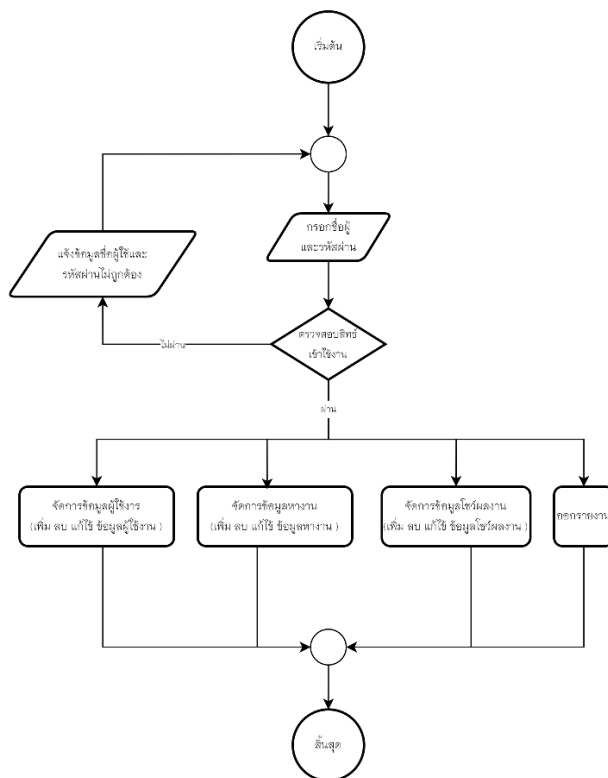 เริ่มต้น
กรอกชื่อผู้
และรหัสผ่าน
แจ้งข้อมูลชื่อผู้ใช้และ
รหัสผ่านไม่ถูกต้อง
ตรวจสอบสิทธ์
เข้าใช้งาน
ไม่ผ่าน
ผ่าน
จัดการข้อมูลผู้ใช้งาร
(เพิ่ม ลบ แก้ไข้ ข้อมูลผู้ใช้งาน )
จัดการข้อมูลหางาน
(เพิ่ม ลบ แก้ไข้ ข้อมูลหางาน )
จัดการข้อมูลโชว์ผลงาน
(เพิ่ม ลบ แก้ไข้ ข้อมูลโชว์ผลงาน )
ออกรายงาน
สิ้นสุด